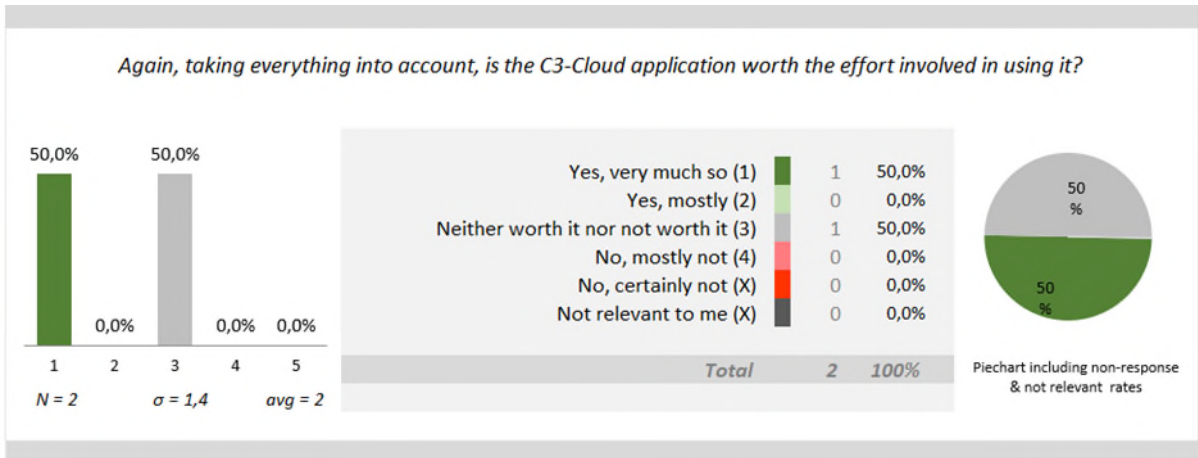 Again, taking everything into account, is the C3-Cloud application worth the effort involved in using it?
50,0% 50,0%
0,0% 0,0% 0,0%
1 2 3 4 5
N = 2 σ = 1,4 avg = 2
Yes, very much so (1) 1 50,0%
Yes, mostly (2) 0 0,0%
Neither worth it nor not worth it (3) 1 50,0%
No, mostly not (4) 0 0,0%
No, certainly not (X) 0 0,0%
Not relevant to me (X) 0 0,0%
Total 2 100%
50
%
50
%
Piechart including non-response
& not relevant rates